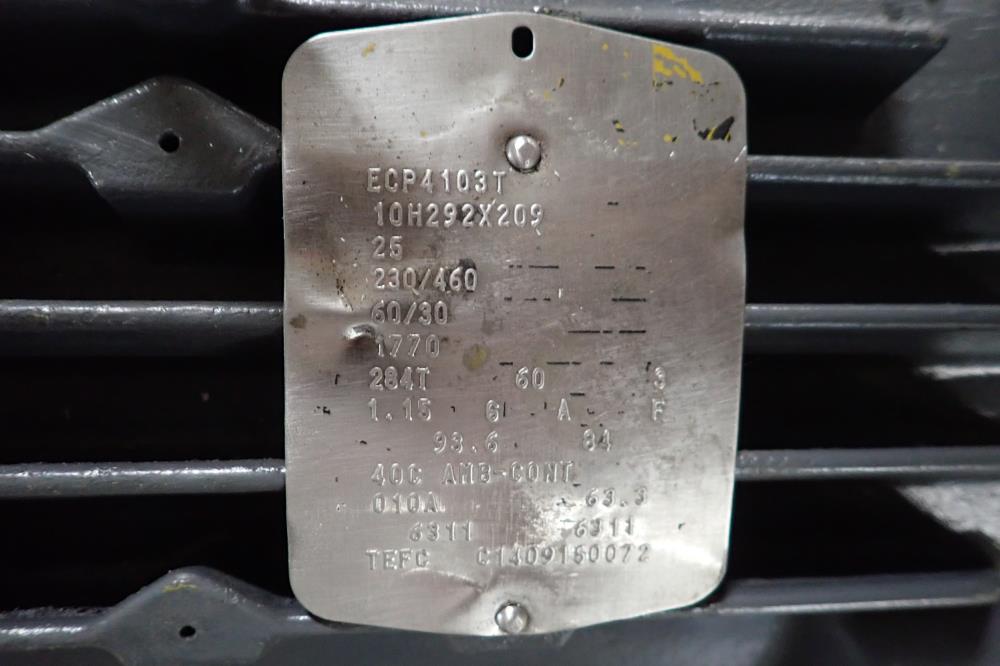 ECP4103T
10H292X209
25
230/460
60/30
1770
284T 60 3
1.15 G A F
93.6 84
40C AMB-CONT
010A 63.3
6311 6311
TEFC C1409150072